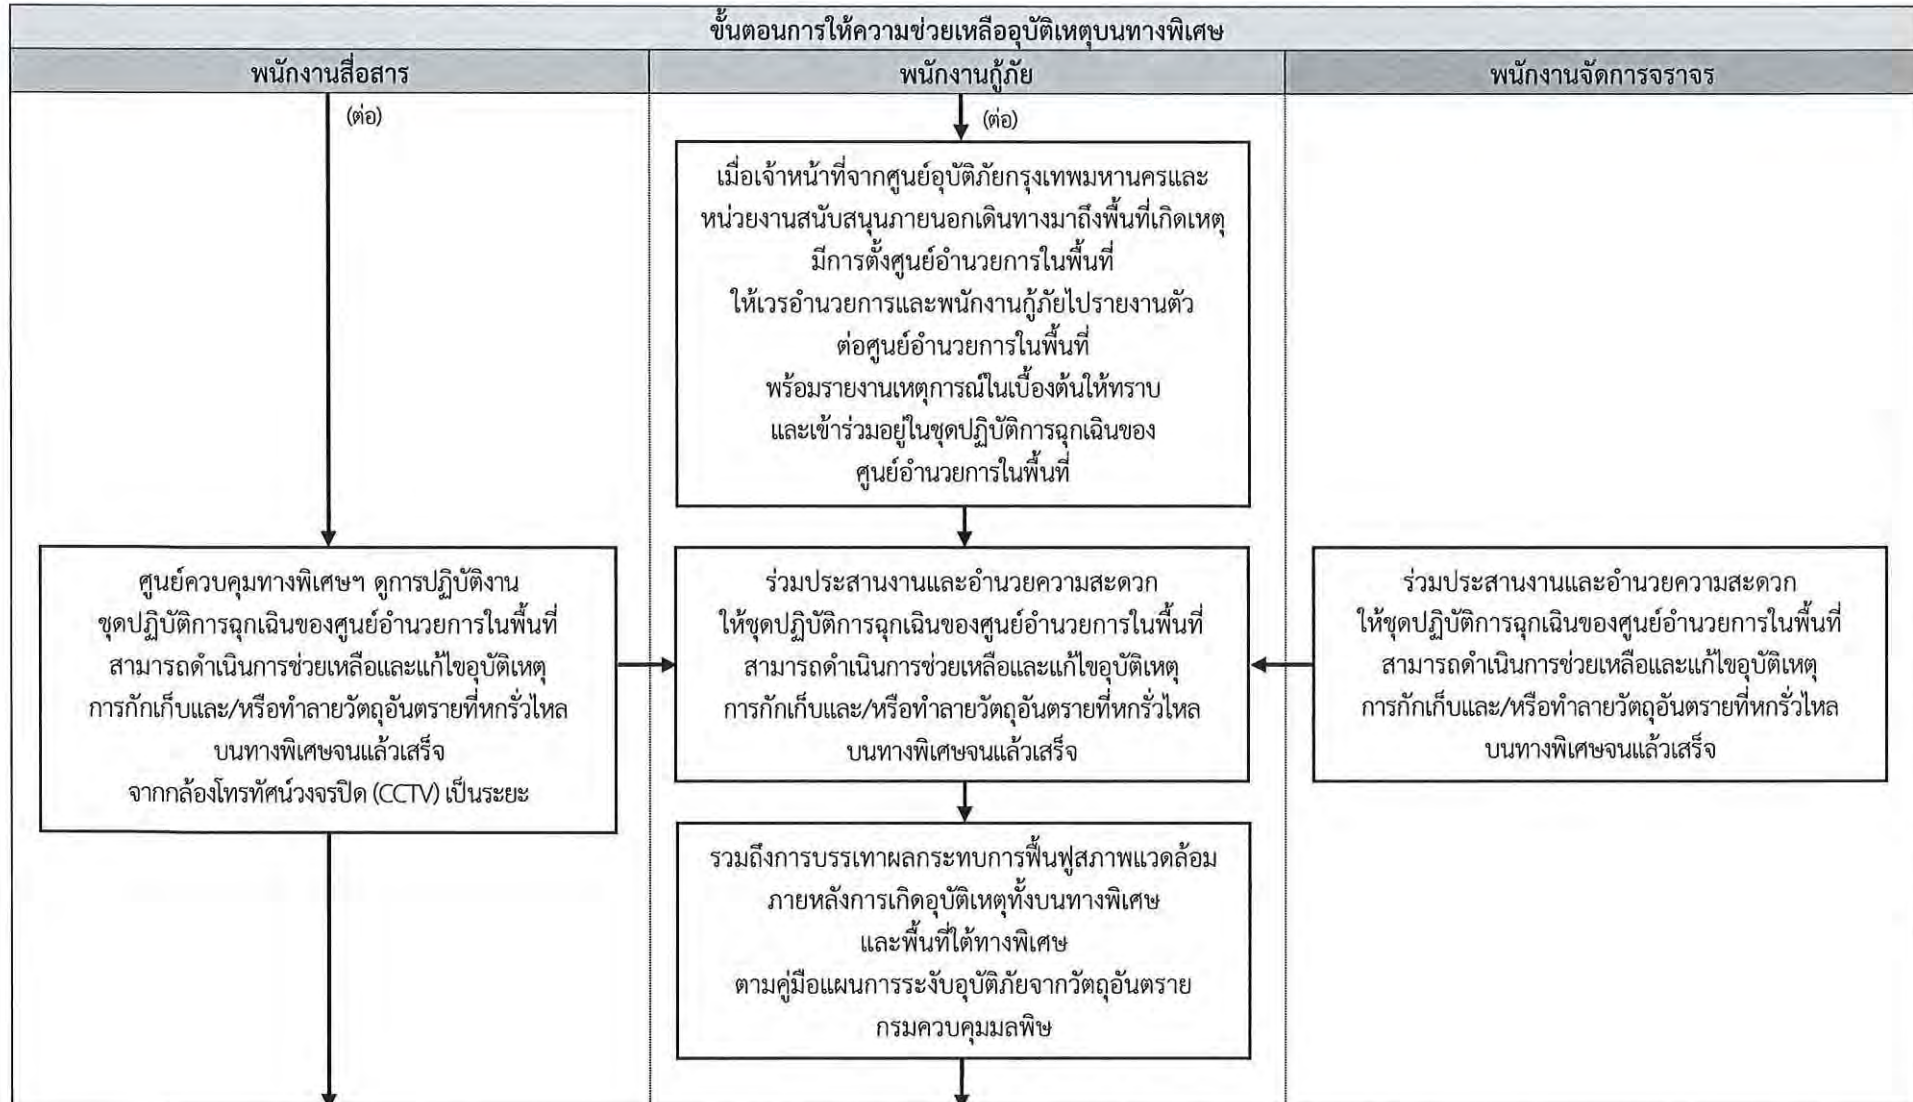 ขั้นตอนการให้ความช่วยเหลืออุบัติเหตุบนทางพิเศษ
พนักงานสื่อสาร
พนักงานกู้ภัย
พนักงานจัดการจราจร
(ต่อ)
(ต่อ)
เมื่อเจ้าหน้าที่จากศูนย์อุบัติภัยกรุงเทพมหานครและ
หน่วยงานสนับสนุนภายนอกเดินทางมาถึงพื้นที่เกิดเหตุ
มีการตั้งศูนย์อำนวยการในพื้นที่
ให้เวรอำนวยการและพนักงานกู้ภัยไปรายงานตัว
ต่อศูนย์อำนวยการในพื้นที่
พร้อมรายงานเหตุการณ์ในเบื้องต้นให้ทราบ
และเข้าร่วมอยู่ในชุดปฏิบัติการฉุกเฉินของ
ศูนย์อำนวยการในพื้นที่
ศูนย์ควบคุมทางพิเศษฯ ดูการปฏิบัติงาน
ชุดปฏิบัติการฉุกเฉินของศูนย์อำนวยการในพื้นที่
สามารถดำเนินการช่วยเหลือและแก้ไขอุบัติเหตุ
การกักเก็บและ/หรือทำลายวัตถุอันตรายที่หกรั่วไหล
บนทางพิเศษจนแล้วเสร็จ
จากกล้องโทรทัศน์วงจรปิด (CCTV) เป็นระยะ
ร่วมประสานงานและอำนวยความสะดวก
ให้ชุดปฏิบัติการฉุกเฉินของศูนย์อำนวยการในพื้นที่
สามารถดำเนินการช่วยเหลือและแก้ไขอุบัติเหตุ
การกักเก็บและ/หรือทำลายวัตถุอันตรายที่หกรั่วไหล
บนทางพิเศษจนแล้วเสร็จ
ร่วมประสานงานและอำนวยความสะดวก
ให้ชุดปฏิบัติการฉุกเฉินของศูนย์อำนวยการในพื้นที่
สามารถดำเนินการช่วยเหลือและแก้ไขอุบัติเหตุ
การกักเก็บและ/หรือทำลายวัตถุอันตรายที่หกรั่วไหล
บนทางพิเศษจนแล้วเสร็จ
รวมถึงการบรรเทาผลกระทบการฟื้นฟูสภาพแวดล้อม
ภายหลังการเกิดอุบัติเหตุทั้งบนทางพิเศษ
และพื้นที่ใต้ทางพิเศษ
ตามคู่มือแผนการระงับอุบัติภัยจากวัตถุอันตราย
กรมควบคุมมลพิษ